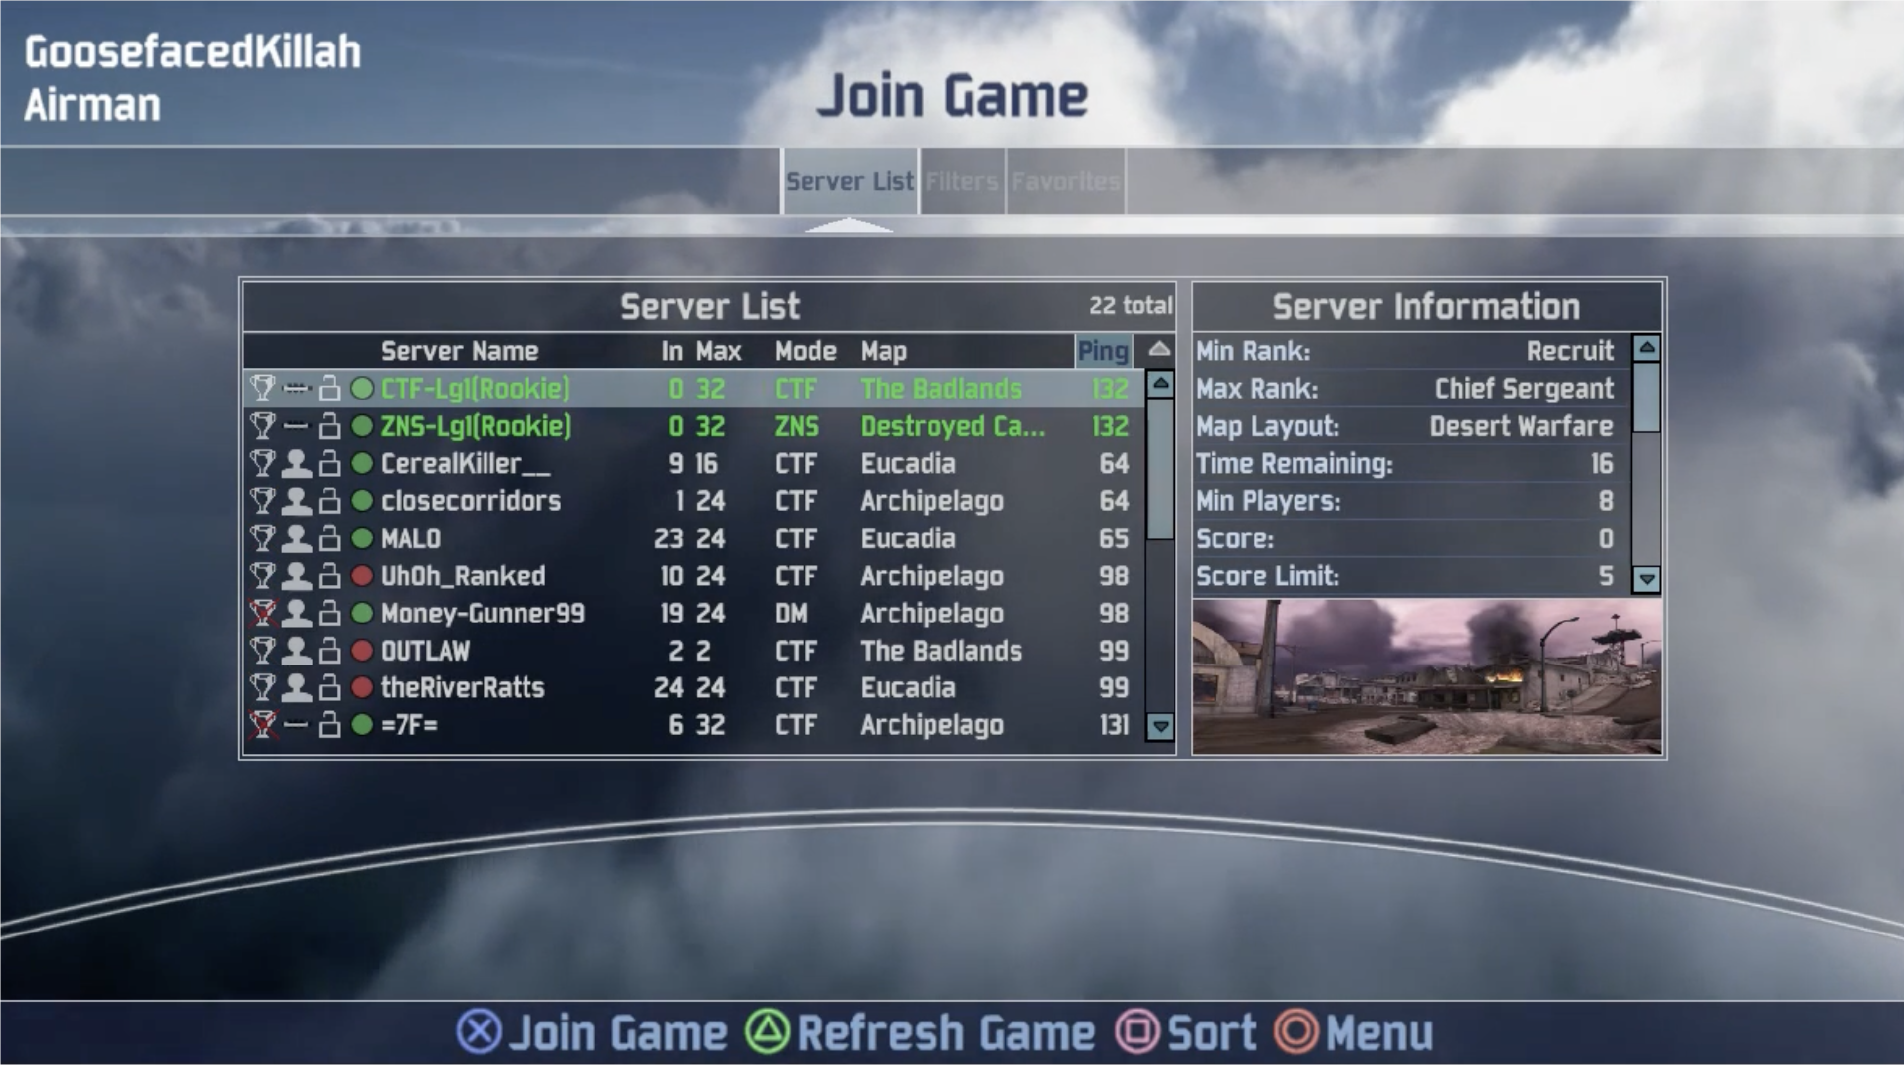 GoosefacedKillah
Airman
Join Game
Server List Filters Favorites
Server List 22 total
Server Name In Max Mode Map Ping
CTF-Lg1(Rookie) 0 32 CTF The Badlands 132
ZNS-Lg1(Rookie) 0 32 ZNS Destroyed Ca... 132
CerealKiller__ 9 16 CTF Eucadia 64
closecorridors 1 24 CTF Archipelago 64
MALO 23 24 CTF Eucadia 65
UhOh_Ranked 10 24 CTF Archipelago 98
Money-Gunner99 19 24 DM Archipelago 98
OUTLAW 2 2 CTF The Badlands 99
theRiverRatts 24 24 CTF Eucadia 99
=7F= 6 32 CTF Archipelago 131
Server Information
Min Rank: Recruit
Max Rank: Chief Sergeant
Map Layout: Desert Warfare
Time Remaining: 16
Min Players: 8
Score: 0
Score Limit: 5
Join Game Refresh Game Sort Menu